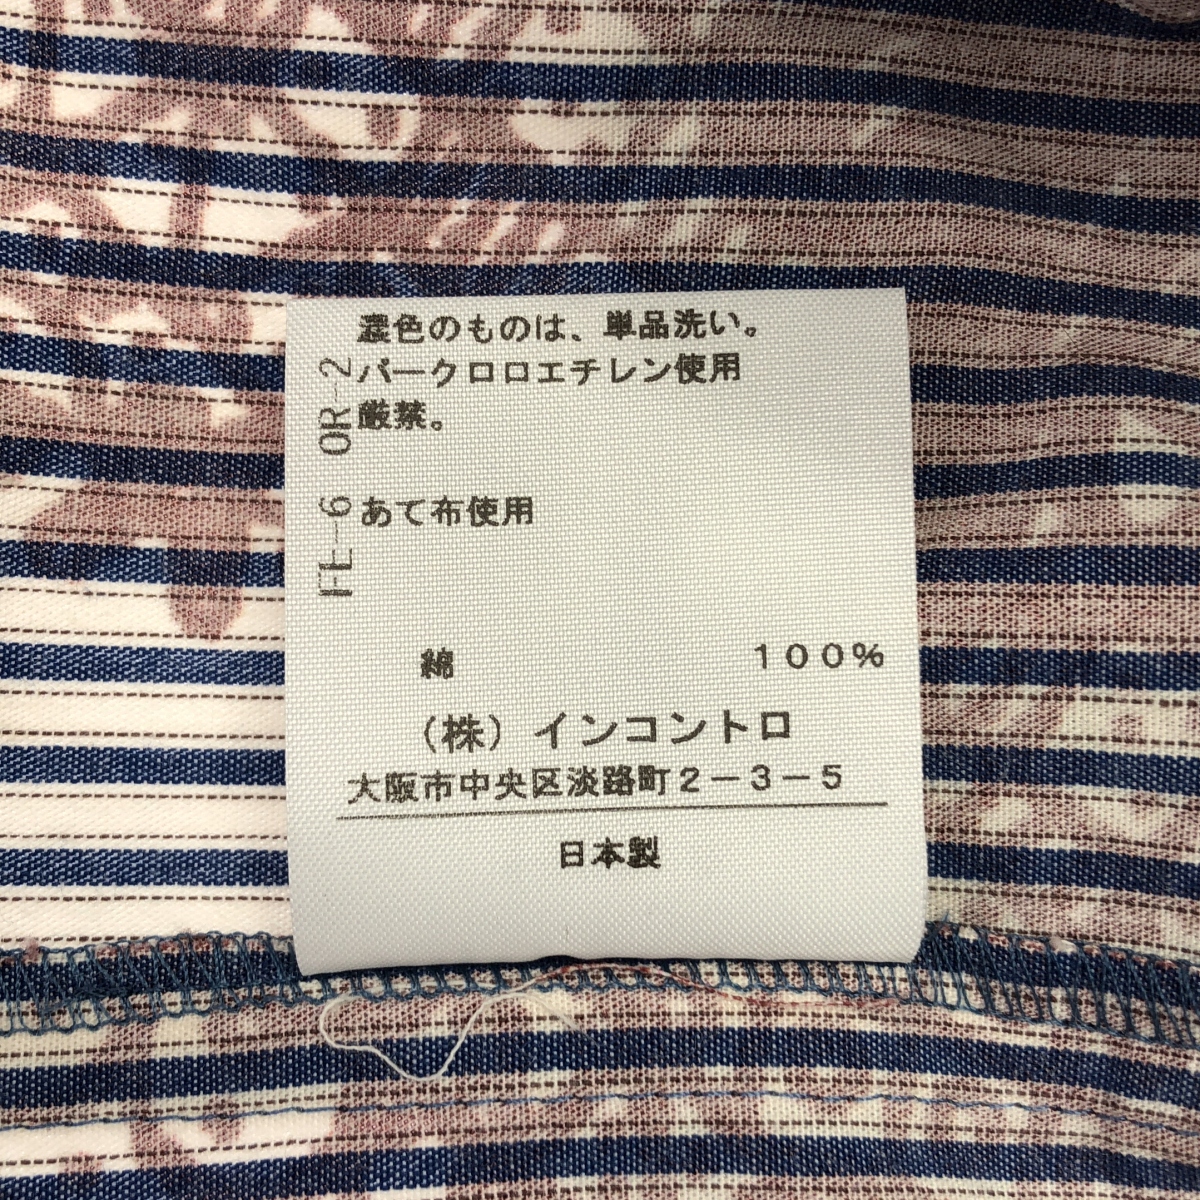 濃色のものは、単品洗い。
パークロロエチレン使用
厳禁。
あて布使用
FL-6 OR-2
綿 100%
(株) インコントロ
大阪市中央区淡路町2-3-5
日本製